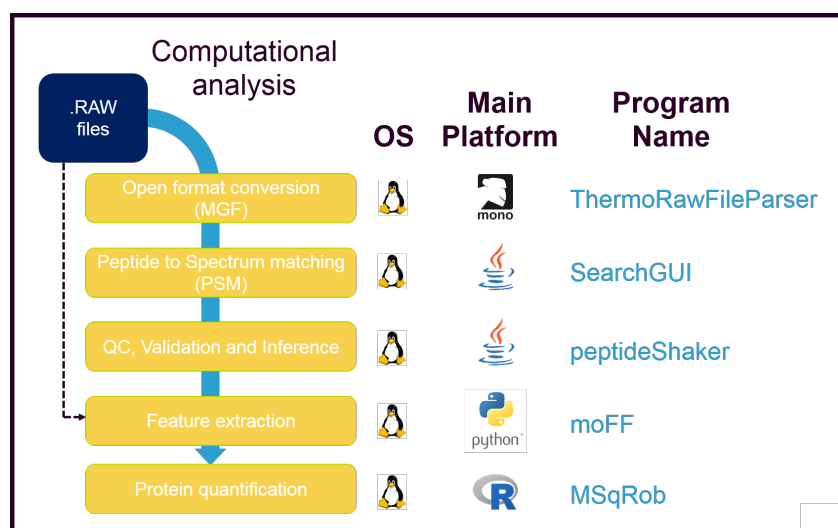 Computational
analysis
.RAW
files
OS
Main
Platform
Program
Name
Open format conversion
(MGF)
mono
ThermoRawFileParser
Peptide to Spectrum matching
(PSM)
SearchGUI
QC, Validation and Inference
peptideShaker
Feature extraction
python™
moFF
Protein quantification
R
MSqRob